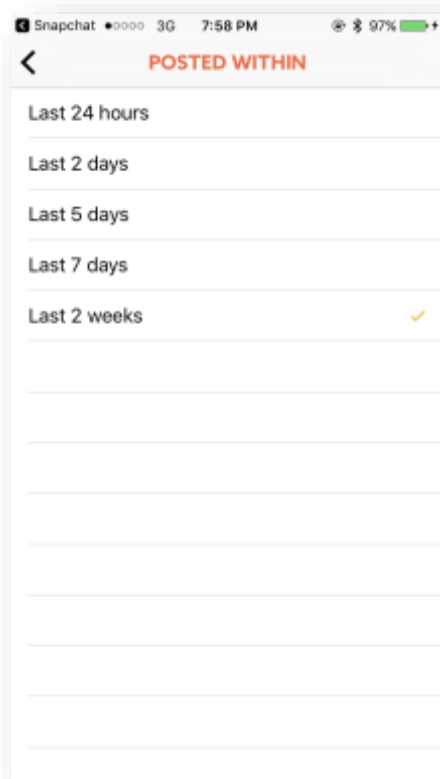 Snapchat 3G 7:58 PM 97%
POSTED WITHIN
Last 24 hours
Last 2 days
Last 5 days
Last 7 days
Last 2 weeks